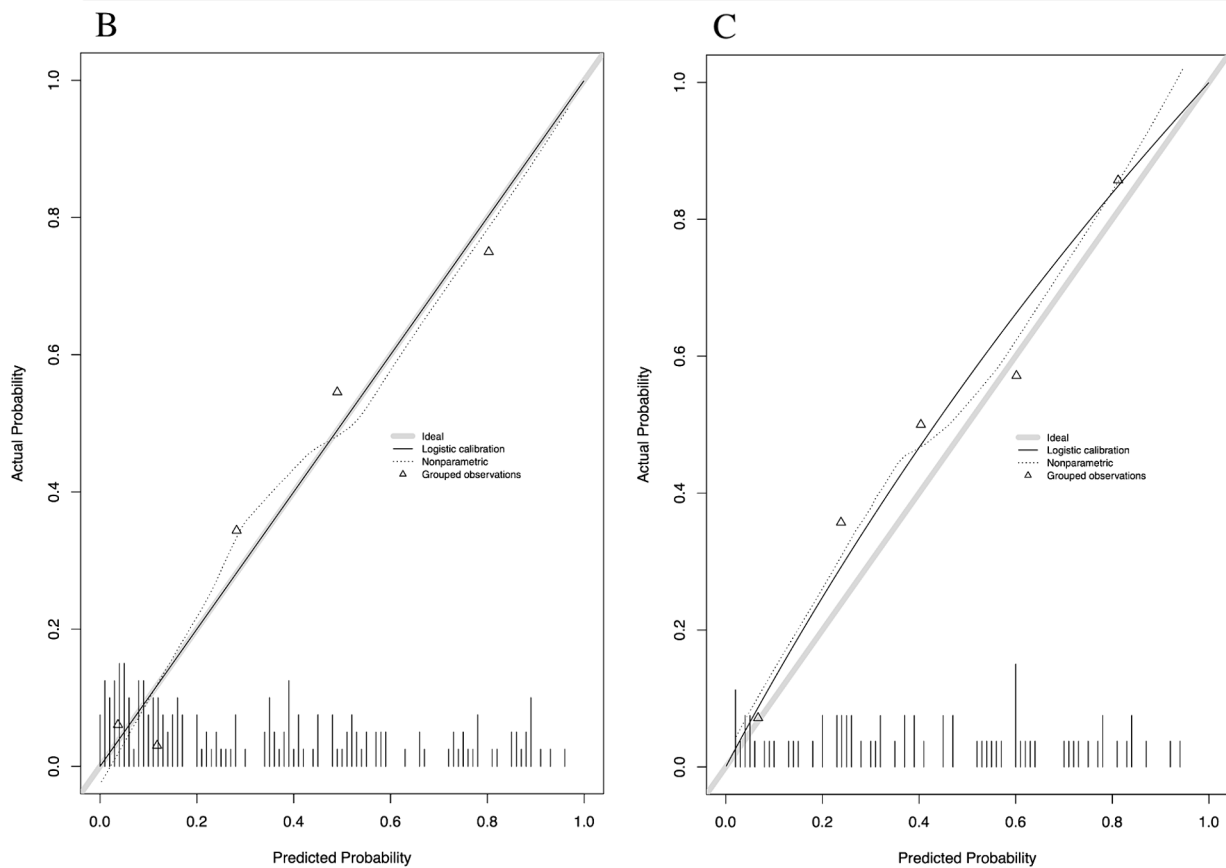 B
1.0
0.8
0.6
0.4
0.2
0.0
Actual Probability
Ideal
Logistic calibration
Nonparametric
Grouped observations
0.0 0.2 0.4 0.6 0.8 1.0
Predicted Probability
C
1.0
0.8
0.6
0.4
0.2
0.0
Actual Probability
Ideal
Logistic calibration
Nonparametric
Grouped observations
0.0 0.2 0.4 0.6 0.8 1.0
Predicted Probability